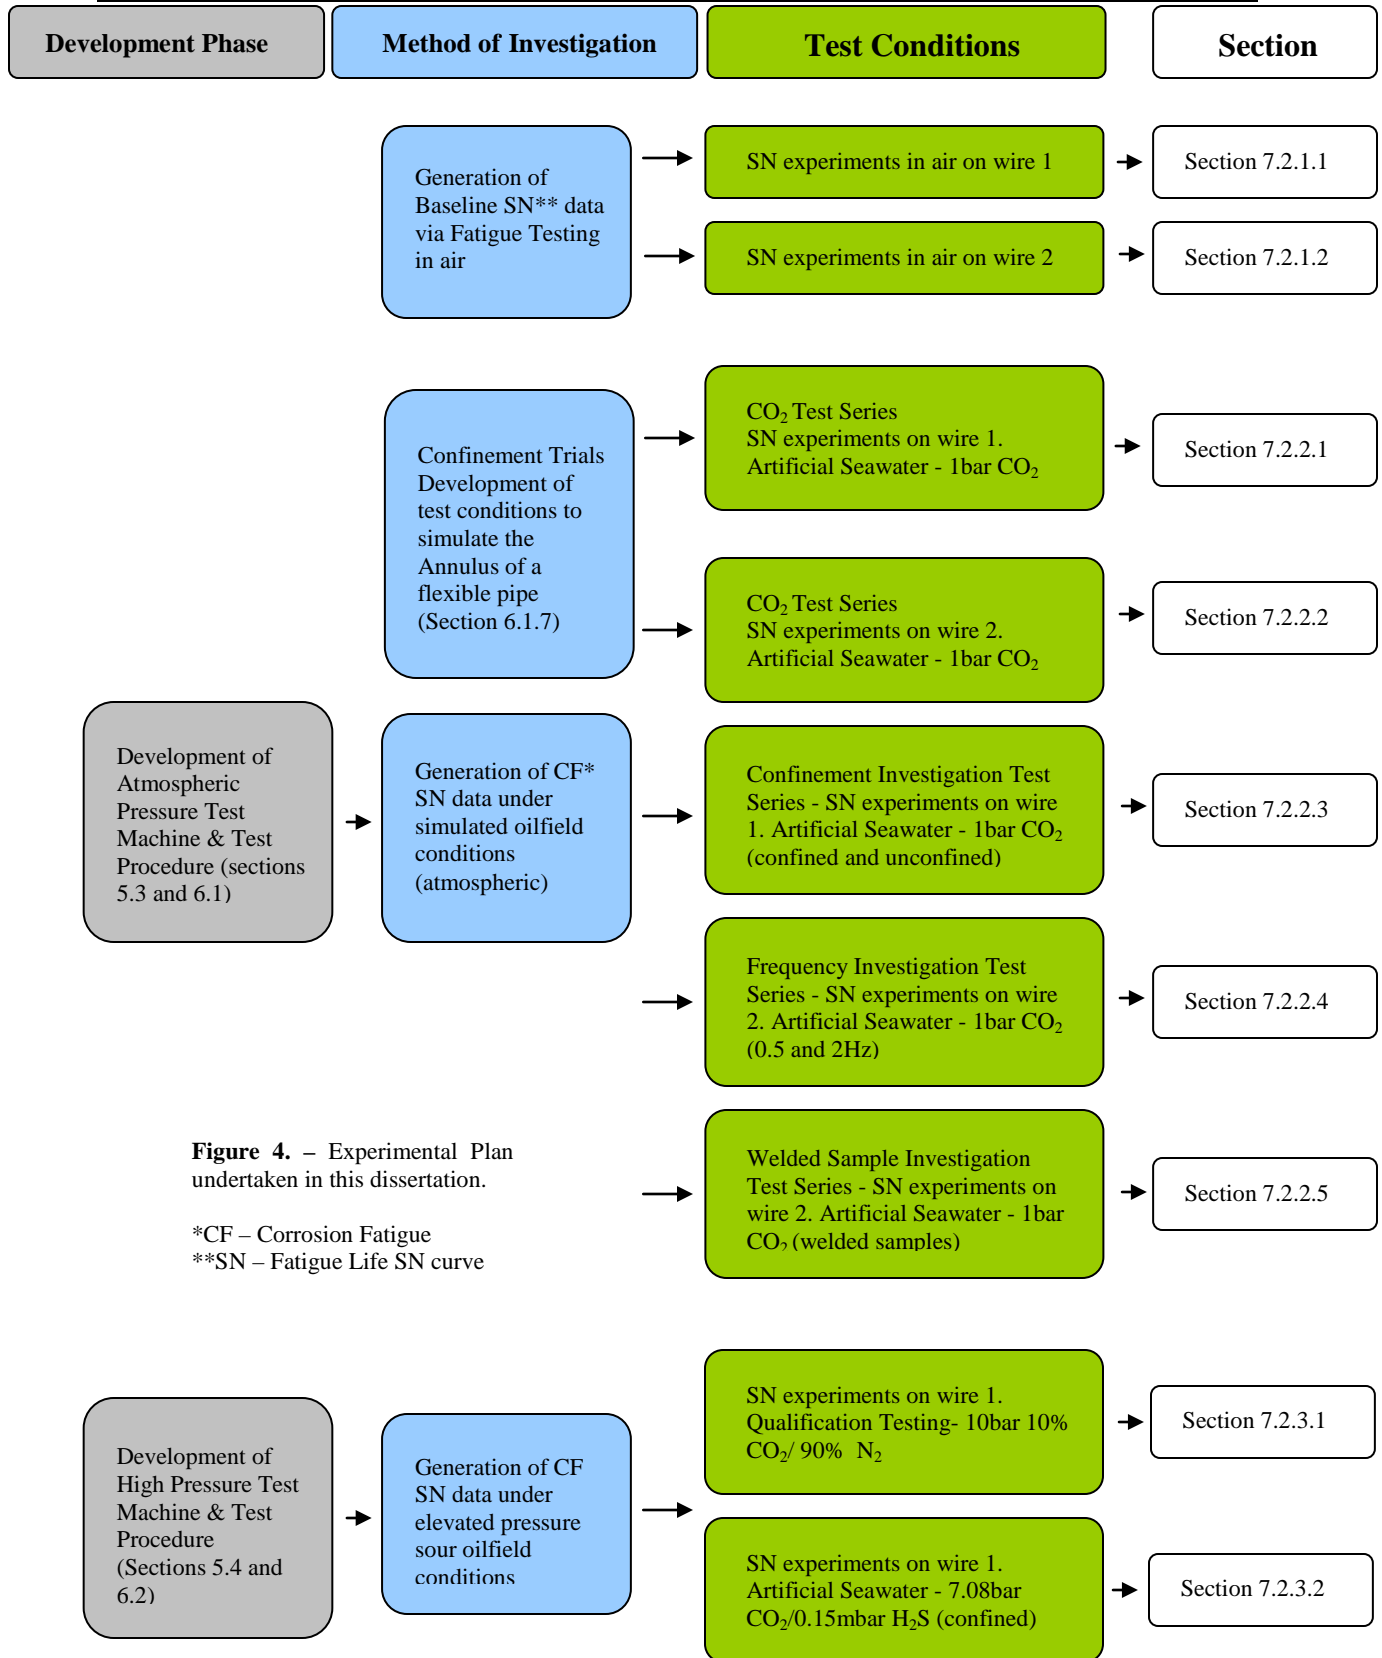 Development Phase
Method of Investigation
Test Conditions
Section
Generation of
Baseline SN** data
via Fatigue Testing
in air
SN experiments in air on wire 1
Section 7.2.1.1
SN experiments in air on wire 2
Section 7.2.1.2
Confinement Trials
Development of
test conditions to
simulate the
Annulus of a
flexible pipe
(Section 6.1.7)
CO₂ Test Series
SN experiments on wire 1.
Artificial Seawater - 1bar CO₂
Section 7.2.2.1
CO₂ Test Series
SN experiments on wire 2.
Artificial Seawater - 1bar CO₂
Section 7.2.2.2
Development of
Atmospheric
Pressure Test
Machine & Test
Procedure (sections
5.3 and 6.1)
Generation of CF*
SN data under
simulated oilfield
conditions
(atmospheric)
Confinement Investigation Test
Series - SN experiments on wire
1. Artificial Seawater - 1bar CO₂
(confined and unconfined)
Section 7.2.2.3
Frequency Investigation Test
Series - SN experiments on wire
2. Artificial Seawater - 1bar CO₂
(0.5 and 2Hz)
Section 7.2.2.4
Figure 4. – Experimental Plan
undertaken in this dissertation.
*CF – Corrosion Fatigue
**SN – Fatigue Life SN curve
Welded Sample Investigation
Test Series - SN experiments on
wire 2. Artificial Seawater - 1bar
CO₂ (welded samples)
Section 7.2.2.5
Development of
High Pressure Test
Machine & Test
Procedure
(Sections 5.4 and
6.2)
Generation of CF
SN data under
elevated pressure
sour oilfield
conditions
SN experiments on wire 1.
Qualification Testing- 10bar 10%
CO₂/ 90% N₂
Section 7.2.3.1
SN experiments on wire 1.
Artificial Seawater - 7.08bar
CO₂/0.15mbar H₂S (confined)
Section 7.2.3.2